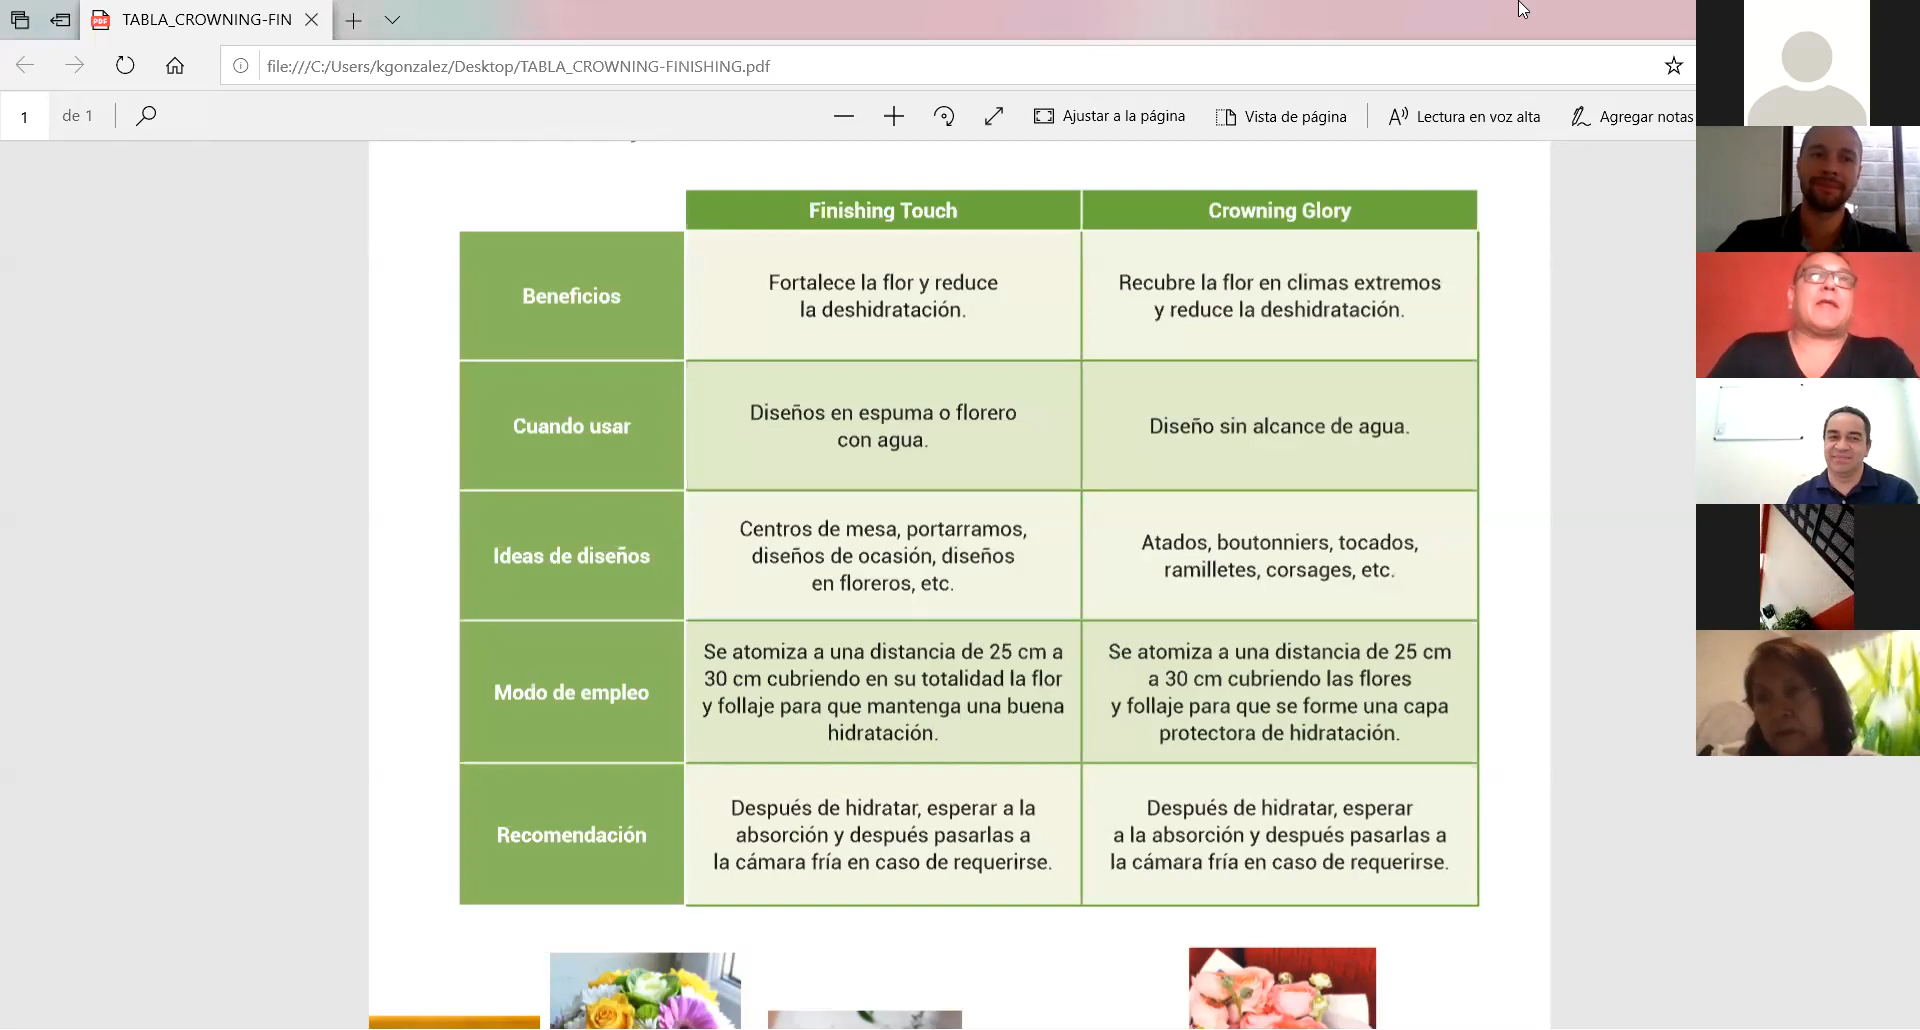 TABLA_CROWNING-FIN
file:///C:/Users/kgonzalez/Desktop/TABLA_CROWNING-FINISHING.pdf
1 de 1
Ajustar a la página
Vista de página
Lectura en voz alta
Agregar notas
Finishing Touch
Crowning Glory
Beneficios
Fortalece la flor y reduce
la deshidratación.
Recubre la flor en climas extremos
y reduce la deshidratación.
Cuando usar
Diseños en espuma o florero
con agua.
Diseño sin alcance de agua.
Ideas de diseños
Centros de mesa, portarramos,
diseños de ocasión, diseños
en floreros, etc.
Atados, boutonniers, tocados,
ramilletes, corsages, etc.
Modo de empleo
Se atomiza a una distancia de 25 cm a
30 cm cubriendo en su totalidad la flor
y follaje para que mantenga una buena
hidratación.
Se atomiza a una distancia de 25 cm
a 30 cm cubriendo las flores
y follaje para que se forme una capa
protectora de hidratación.
Recomendación
Después de hidratar, esperar a la
absorción y después pasarlas a
la cámara fría en caso de requerirse.
Después de hidratar, esperar
a la absorción y después pasarlas a
la cámara fría en caso de requerirse.